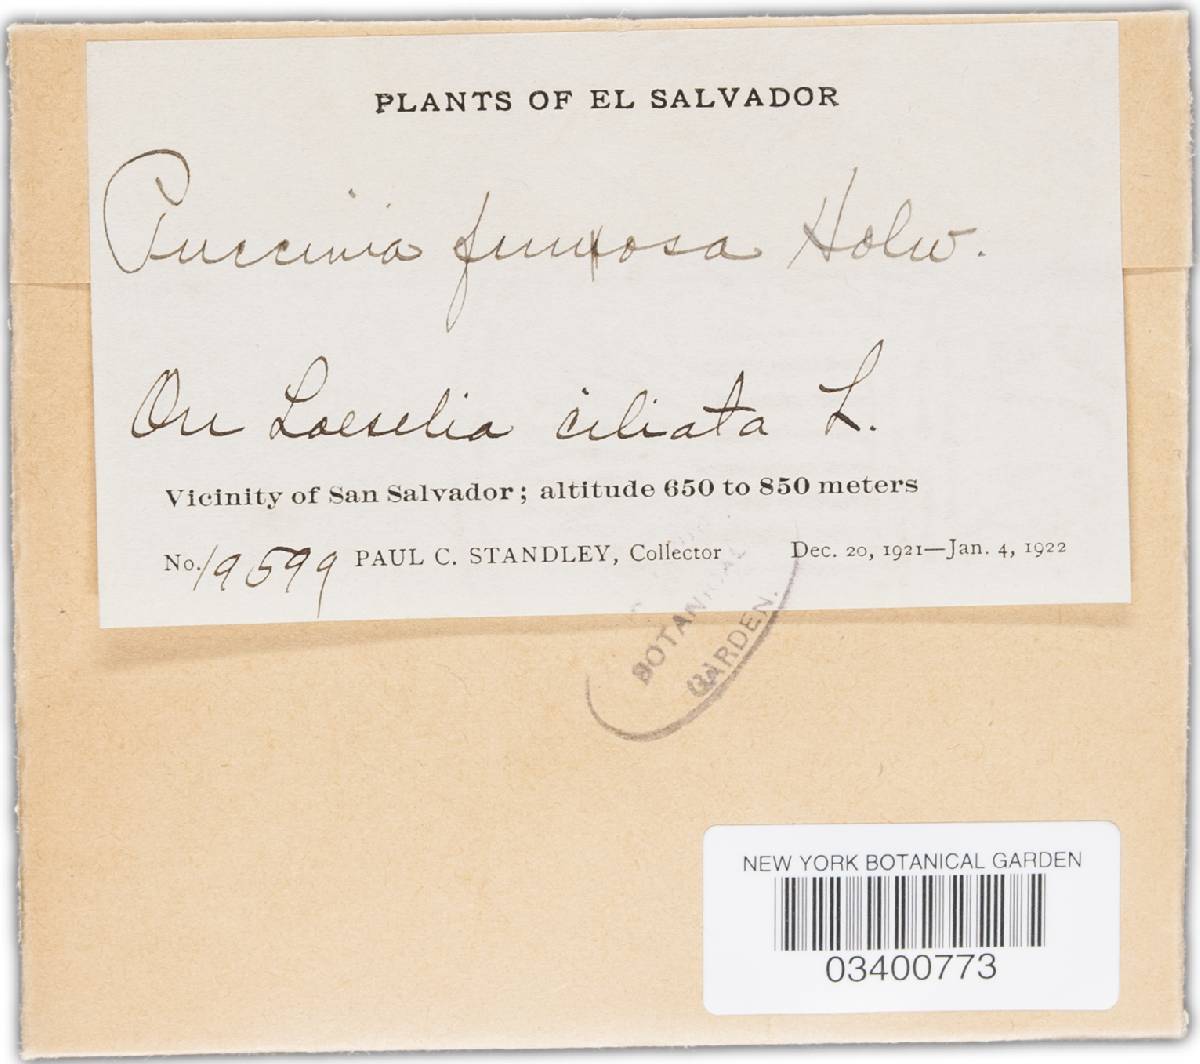 PLANTS OF EL SALVADOR
Puccinia fumosa Holw.
On Loeselia ciliata L.
Vicinity of San Salvador; altitude 650 to 850 meters
No. 19599 PAUL C. STANDLEY, Collector Dec. 20, 1921—Jan. 4, 1922
BOTANICAL
GARDEN.
NEW YORK BOTANICAL GARDEN
03400773